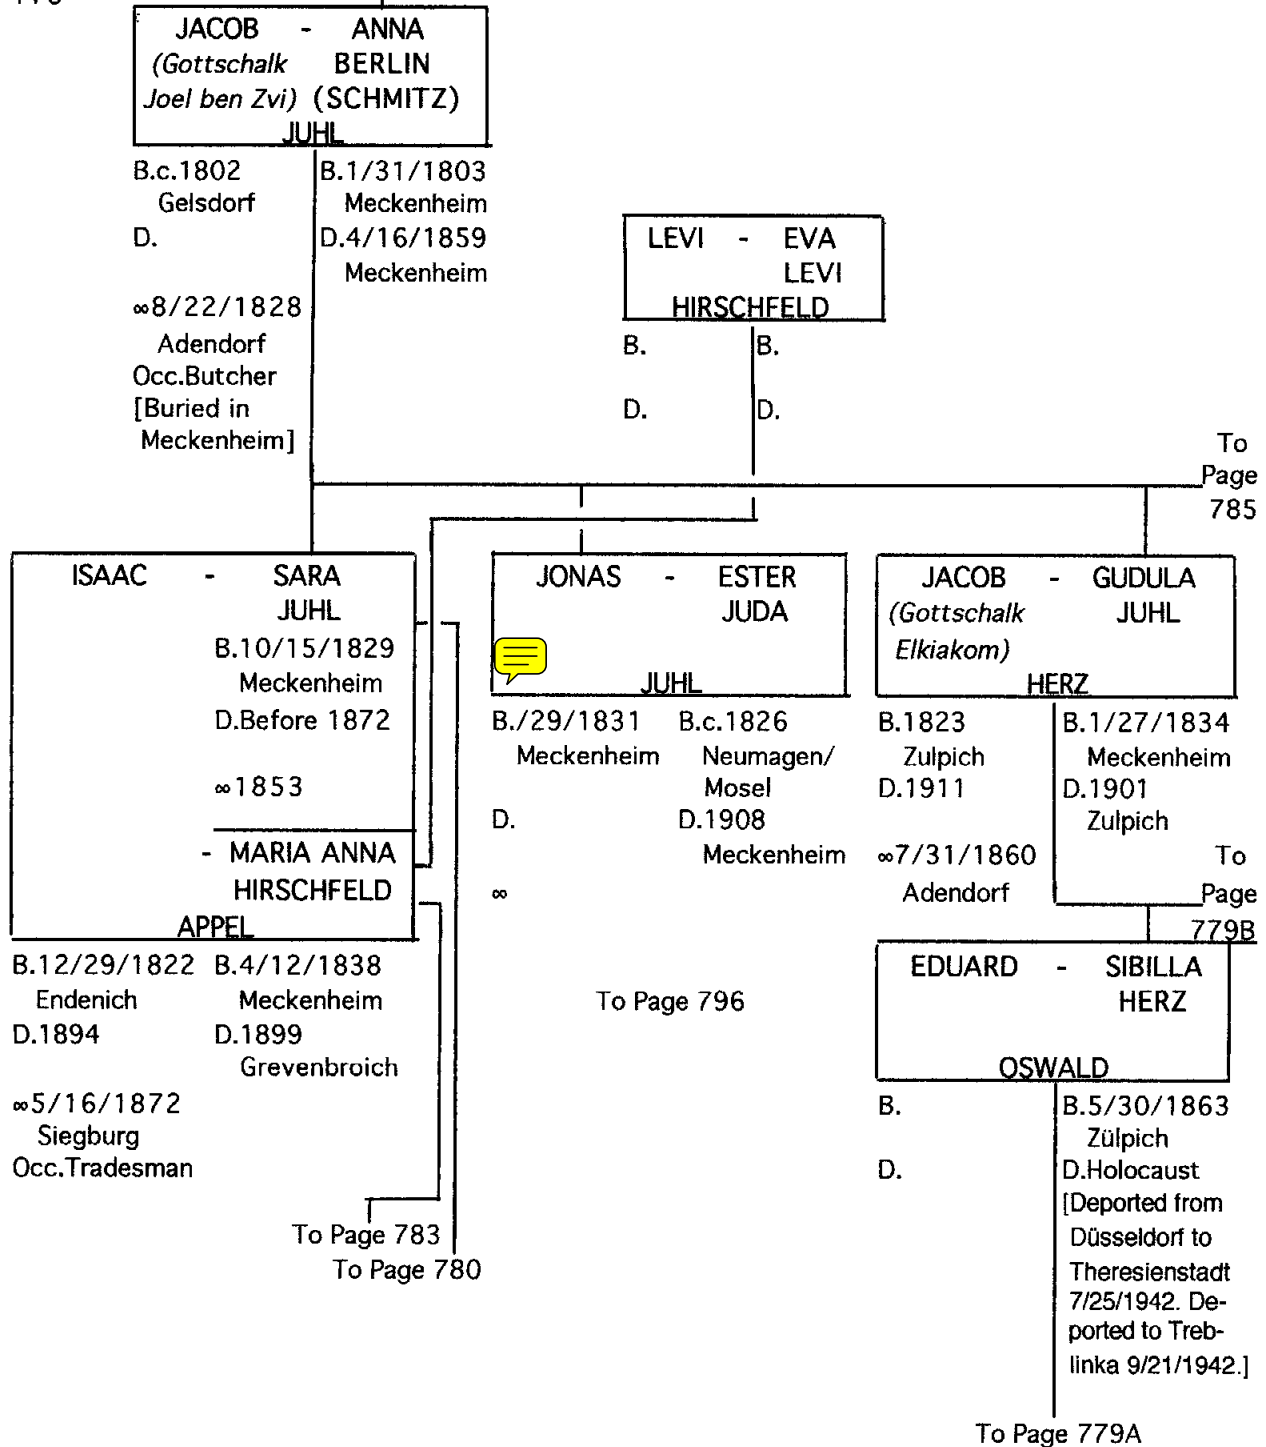 JACOB - ANNA
(Gottschalk BERLIN
Joel ben Zvi) (SCHMITZ)
JUHL
B.c.1802
Gelsdorf
D.
∞8/22/1828
Adendorf
Occ.Butcher
[Buried in
Meckenheim]
B.1/31/1803
Meckenheim
D.4/16/1859
Meckenheim
LEVI - EVA
LEVI
HIRSCHFELD
B. B.
D. D.
To
Page
785
ISAAC - SARA
JUHL
B.10/15/1829
Meckenheim
D.Before 1872
∞1853
- MARIA ANNA
HIRSCHFELD
APPEL
B.12/29/1822
Endenich
D.1894
∞5/16/1872
Siegburg
Occ.Tradesman
B.4/12/1838
Meckenheim
D.1899
Grevenbroich
To Page 783
To Page 780
JONAS - ESTER
JUDA
JUHL
B./29/1831
Meckenheim
D.
∞
B.c.1826
Neumagen/
Mosel
D.1908
Meckenheim
To Page 796
JACOB - GUDULA
(Gottschalk JUHL
Elkiakom)
HERZ
B.1823
Zulpich
D.1911
∞7/31/1860
Adendorf
B.1/27/1834
Meckenheim
D.1901
Zulpich
To
Page
779B
EDUARD - SIBILLA
HERZ
OSWALD
B.
D.
B.5/30/1863
Zülpich
D.Holocaust
[Deported from
Düsseldorf to
Theresienstadt
7/25/1942. De-
ported to Treb-
linka 9/21/1942.]
To Page 779A